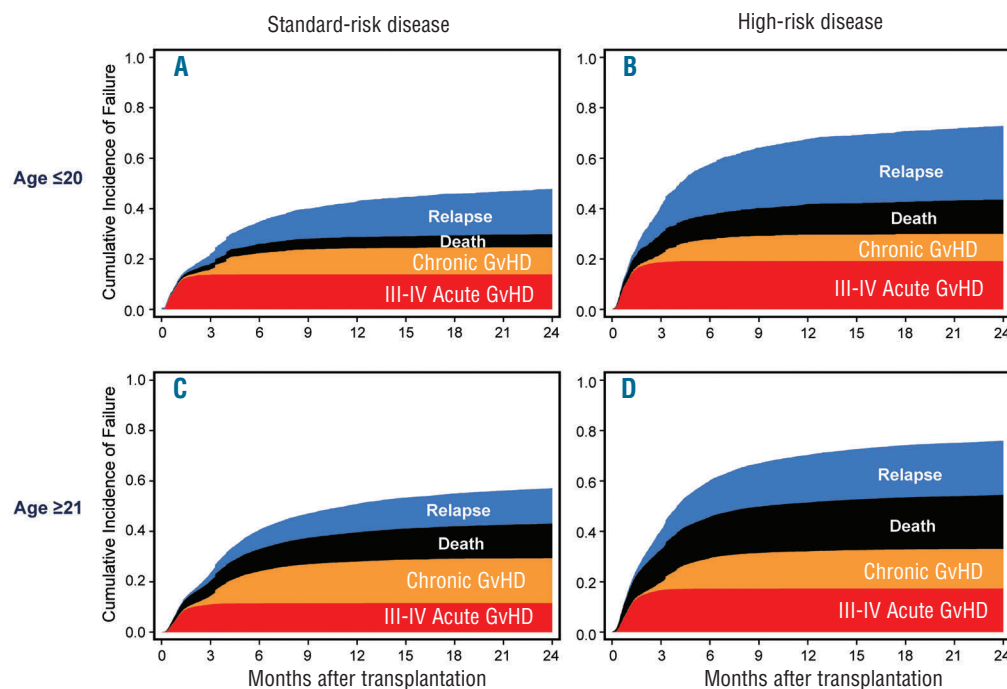 Standard-risk disease
High-risk disease
Age ≤20
Cumulative Incidence of Failure
1.0
0.8
0.6
0.4
0.2
0.0
A
Relapse
Death
Chronic GvHD
III-IV Acute GvHD
0 3 6 9 12 15 18 21 24
1.0
0.8
0.6
0.4
0.2
0.0
B
Relapse
Death
Chronic GvHD
III-IV Acute GvHD
0 3 6 9 12 15 18 21 24
Age ≥21
Cumulative Incidence of Failure
1.0
0.8
0.6
0.4
0.2
0.0
C
Relapse
Death
Chronic GvHD
III-IV Acute GvHD
0 3 6 9 12 15 18 21 24
Months after transplantation
1.0
0.8
0.6
0.4
0.2
0.0
D
Relapse
Death
Chronic GvHD
III-IV Acute GvHD
0 3 6 9 12 15 18 21 24
Months after transplantation